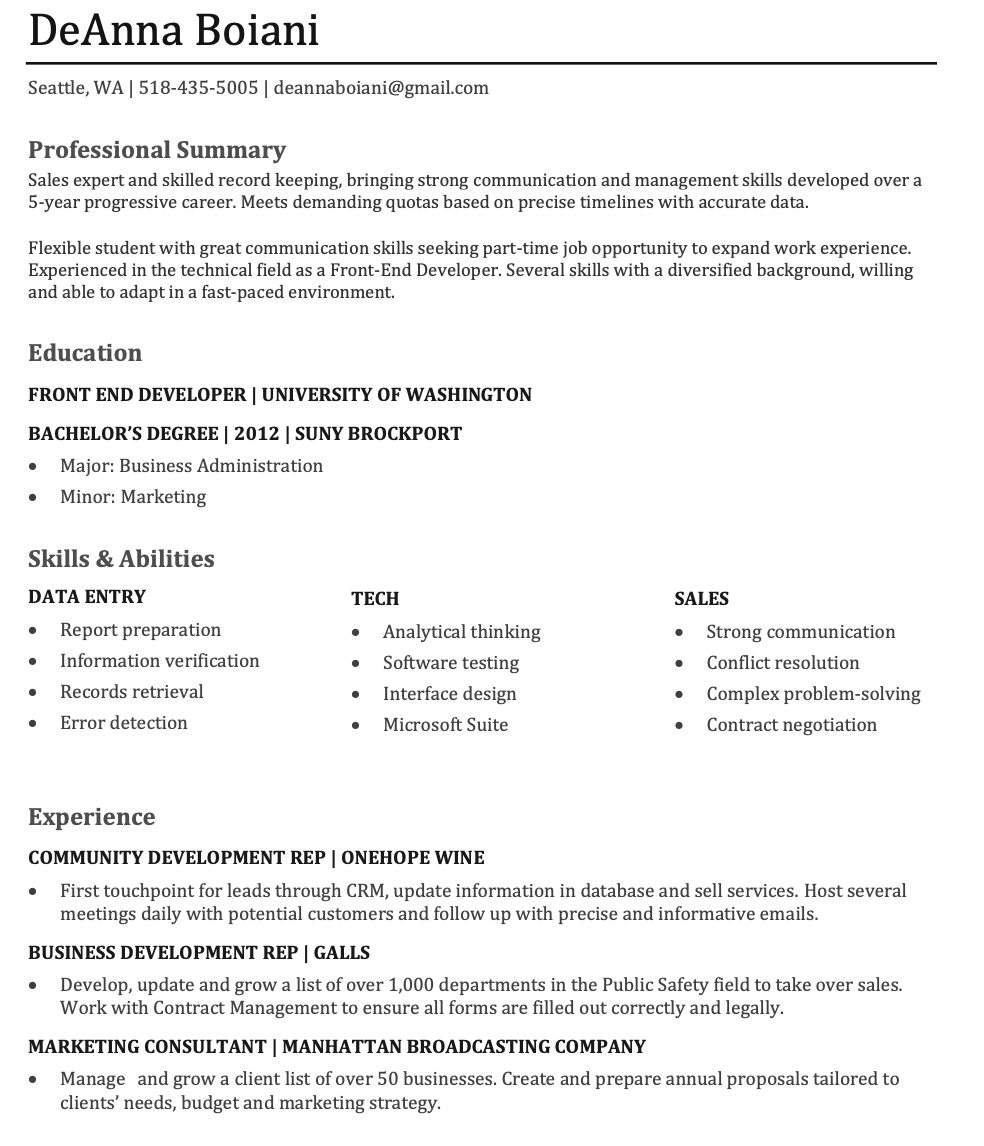 DeAnna Boiani
Seattle, WA | 518-435-5005 | deannaboiani@gmail.com
Professional Summary
Sales expert and skilled record keeping, bringing strong communication and management skills developed over a
5-year progressive career. Meets demanding quotas based on precise timelines with accurate data.
Flexible student with great communication skills seeking part-time job opportunity to expand work experience.
Experienced in the technical field as a Front-End Developer. Several skills with a diversified background, willing
and able to adapt in a fast-paced environment.
Education
FRONT END DEVELOPER | UNIVERSITY OF WASHINGTON
BACHELOR'S DEGREE | 2012 | SUNY BROCKPORT
• Major: Business Administration
• Minor: Marketing
Skills & Abilities
DATA ENTRY
• Report preparation
• Information verification
• Records retrieval
• Error detection
TECH
• Analytical thinking
• Software testing
• Interface design
• Microsoft Suite
SALES
• Strong communication
• Conflict resolution
• Complex problem-solving
• Contract negotiation
Experience
COMMUNITY DEVELOPMENT REP | ONEHOPE WINE
• First touchpoint for leads through CRM, update information in database and sell services. Host several
meetings daily with potential customers and follow up with precise and informative emails.
BUSINESS DEVELOPMENT REP | GALLS
• Develop, update and grow a list of over 1,000 departments in the Public Safety field to take over sales.
Work with Contract Management to ensure all forms are filled out correctly and legally.
MARKETING CONSULTANT | MANHATTAN BROADCASTING COMPANY
• Manage and grow a client list of over 50 businesses. Create and prepare annual proposals tailored to
clients' needs, budget and marketing strategy.